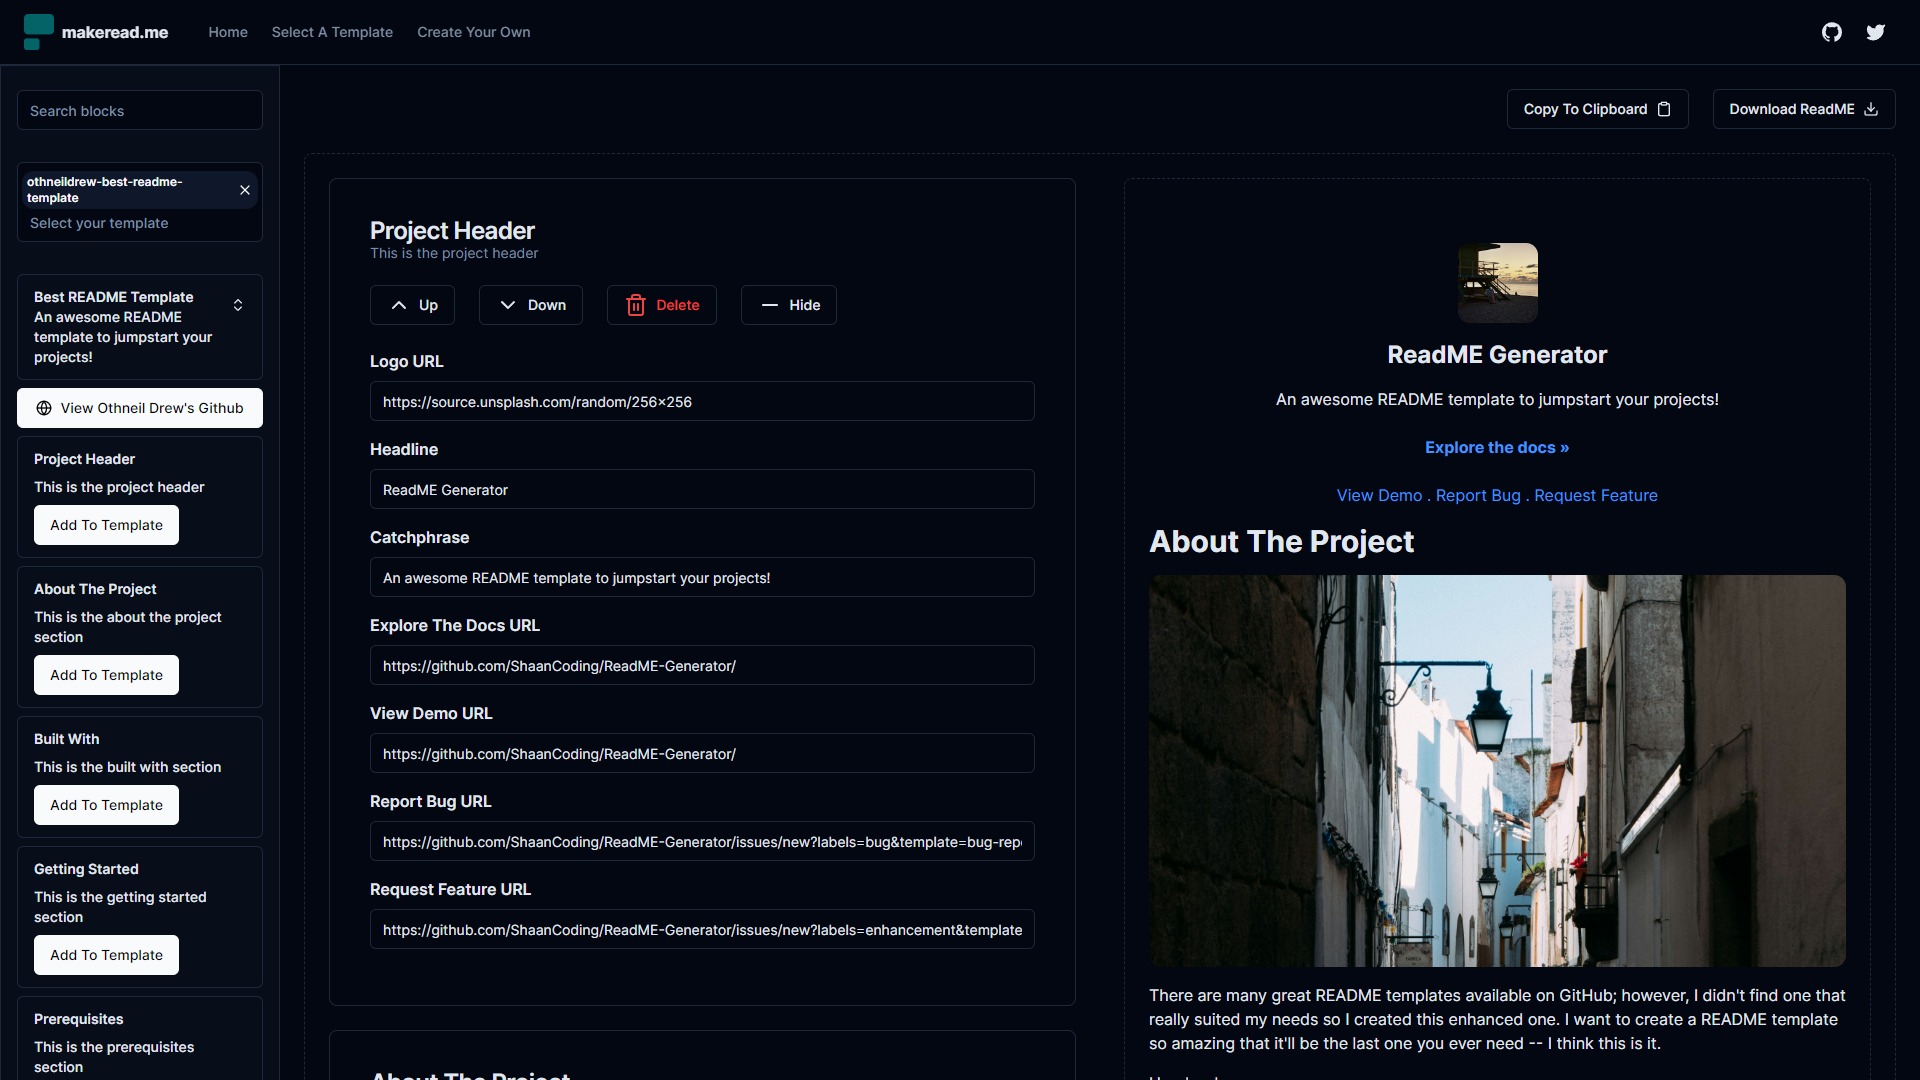 makeread.me
Home
Select A Template
Create Your Own
Search blocks
othneildrew-best-readme-
template
Select your template
Best README Template
An awesome README
template to jumpstart your
projects!
View Othneil Drew's Github
Project Header
This is the project header
Add To Template
About The Project
This is the about the project
section
Add To Template
Built With
This is the built with section
Add To Template
Getting Started
This is the getting started
section
Add To Template
Prerequisites
This is the prerequisites
section
Copy To Clipboard
Download ReadME
Project Header
This is the project header
Up
Down
Delete
Hide
Logo URL
https://source.unsplash.com/random/256×256
Headline
ReadME Generator
Catchphrase
An awesome README template to jumpstart your projects!
Explore The Docs URL
https://github.com/ShaanCoding/ReadME-Generator/
View Demo URL
https://github.com/ShaanCoding/ReadME-Generator/
Report Bug URL
https://github.com/ShaanCoding/ReadME-Generator/issues/new?labels=bug&template=bug-rep
Request Feature URL
https://github.com/ShaanCoding/ReadME-Generator/issues/new?labels=enhancement&template
About The Project
ReadME Generator
An awesome README template to jumpstart your projects!
Explore the docs »
View Demo . Report Bug . Request Feature
About The Project
There are many great README templates available on GitHub; however, I didn't find one that
really suited my needs so I created this enhanced one. I want to create a README template
so amazing that it'll be the last one you ever need -- I think this is it.